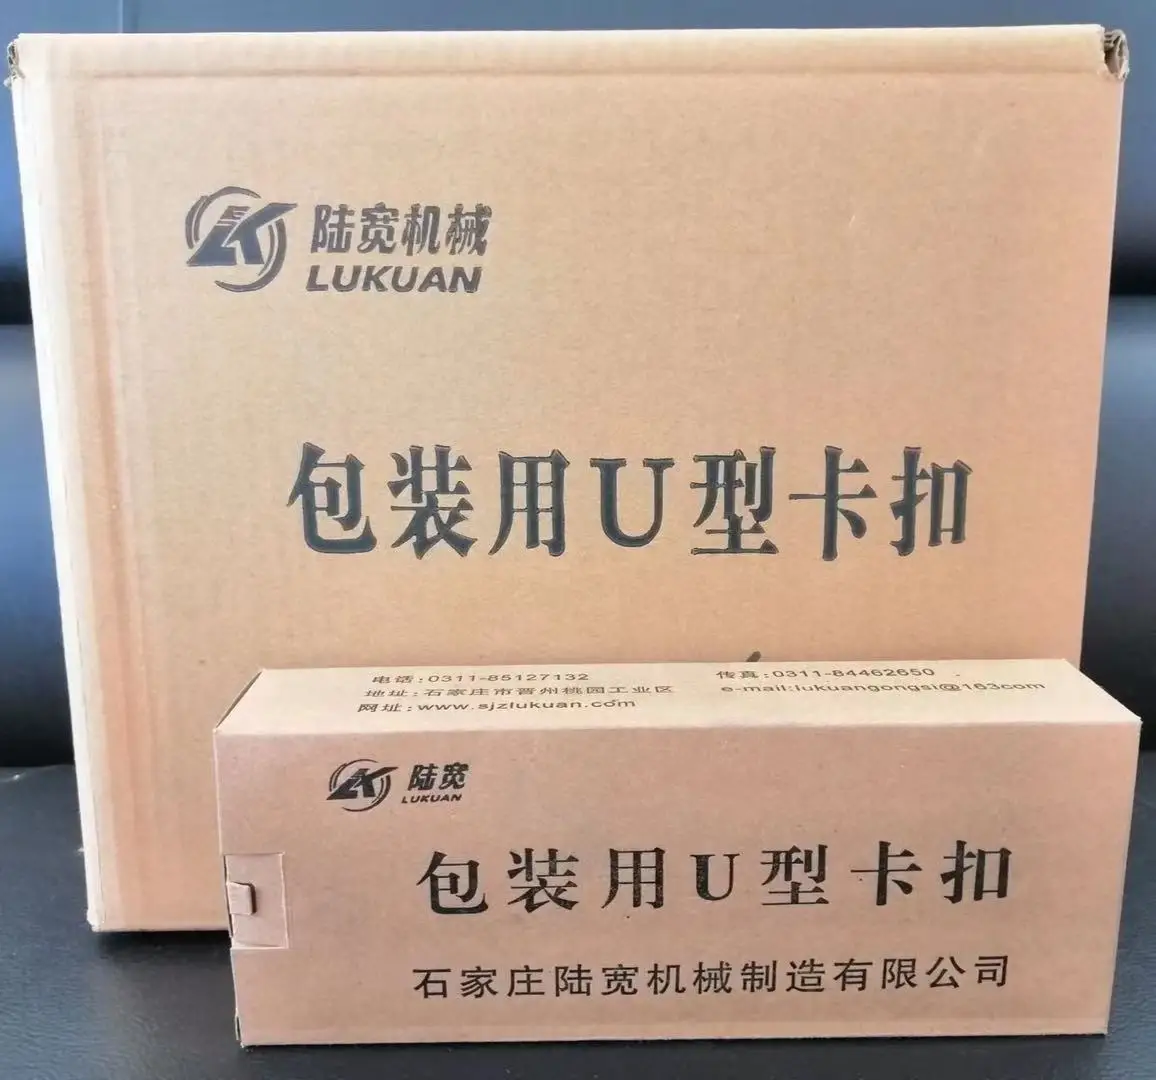 陆宽机械
LUKUAN
包装用U型卡扣
电话:0311-85127132
传真:0311-84462650
地址:石家庄市晋州桃园工业区
e-mail:lukuangongsi@163com
网址:www.sjzlukuan.com
陆宽
LUKUAN
包装用U型卡扣
石家庄陆宽机械制造有限公司